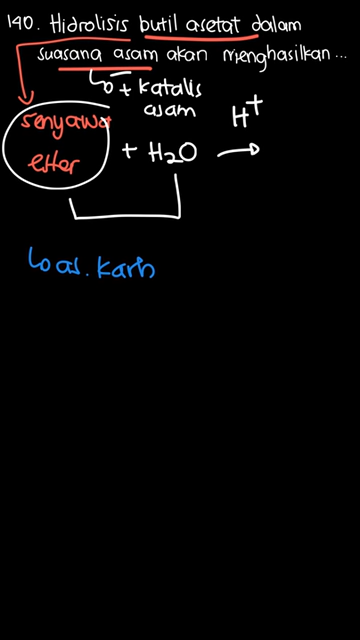 140. Hidrolisis butil asetat dalam
suasana asam akan menghasilkan...
+ katalis
asam
H+
senyawa
ester
+ H2O →
↳ as. karb